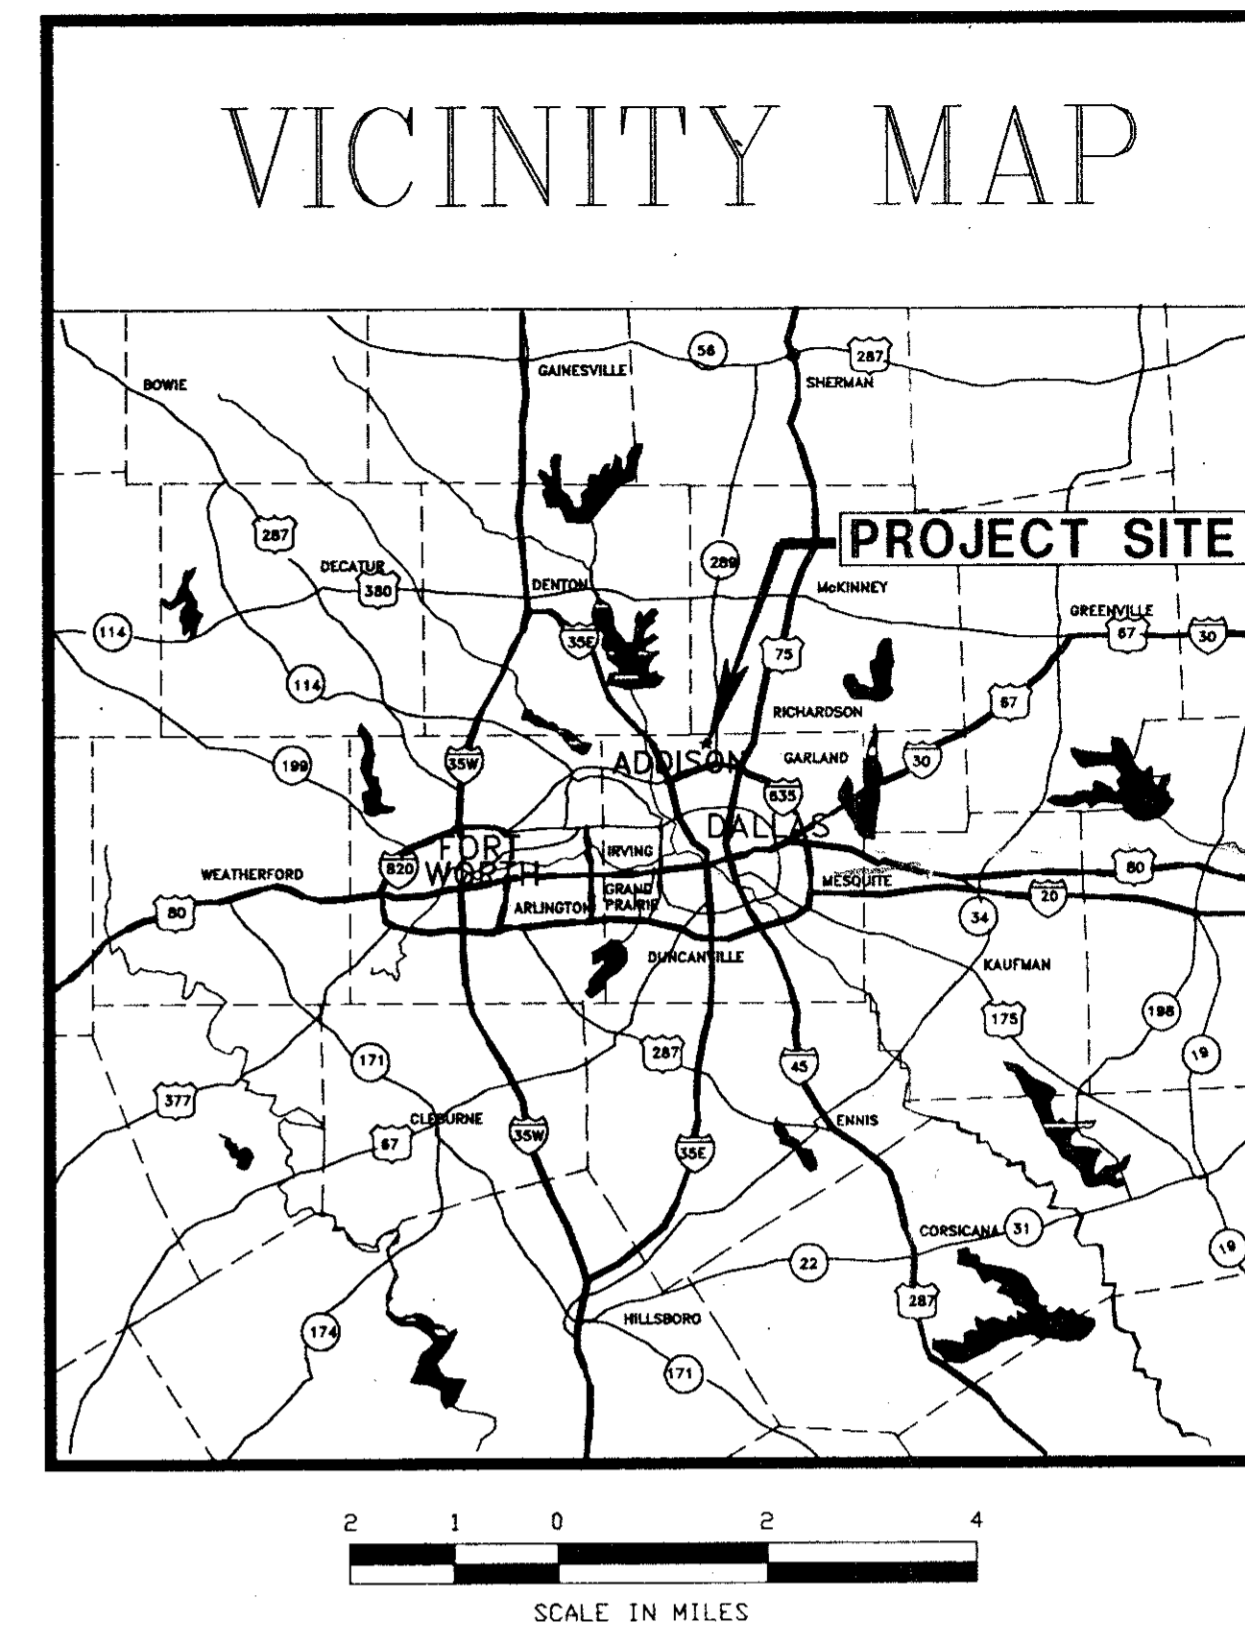 VICINITY MAP
56
287
GAINESVILLE
SHERMAN
BOWIE
PROJECT SITE
287
289
DECATUR
380
DENTON
McKINNEY
GREENVILLE
114
35E
75
67
30
114
67
RICHARDSON
ADDISON
GARLAND
199
35W
30
635
DALLAS
FORT
WORTH
IRVING
820
WEATHERFORD
80
MESQUITE
GRAND
PRAIRIE
ARLINGTON
20
80
34
DUNCANVILLE
KAUFMAN
198
175
287
19
171
45
377
CLEBURNE
ENNIS
67
35W
35E
CORSICANA
31
19
22
287
HILLSBORO
174
171
2 1 0 2 4
SCALE IN MILES